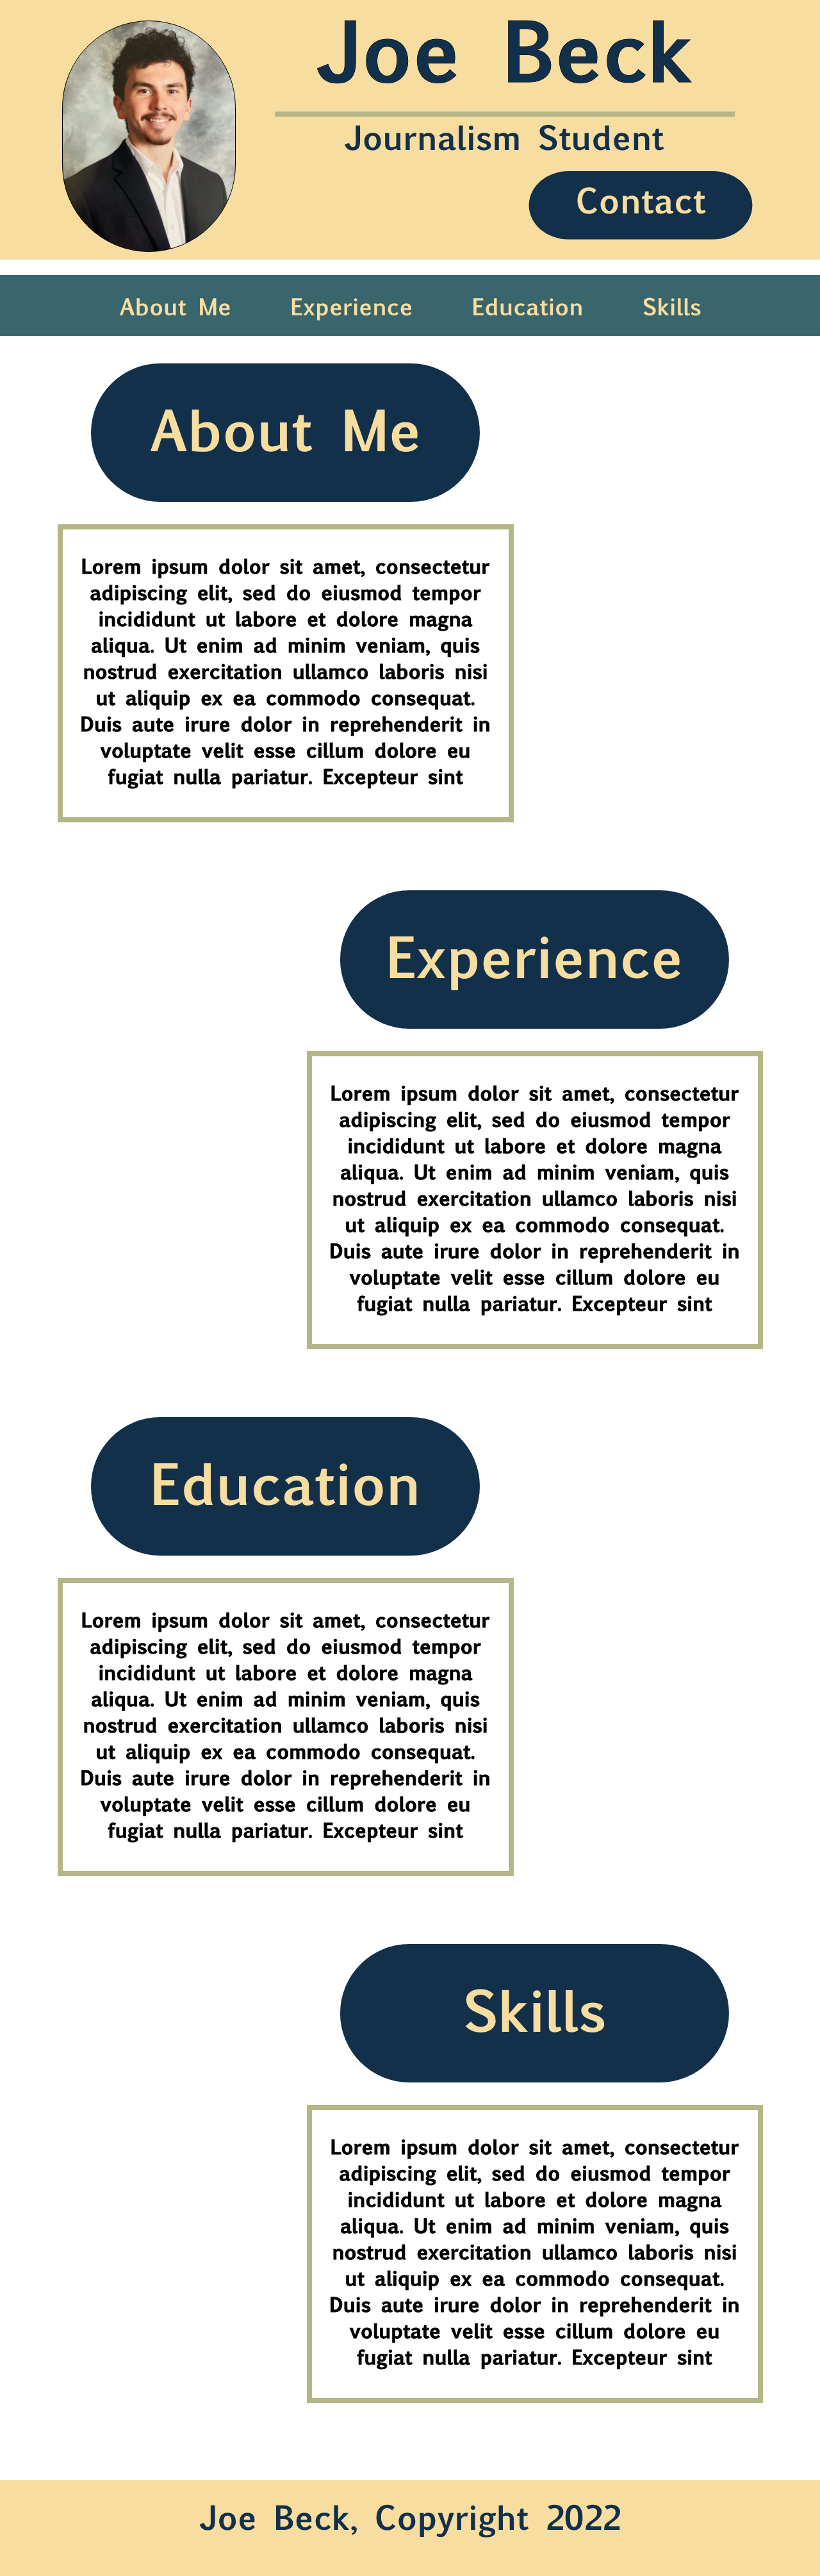 Joe Beck
Journalism Student
Contact
About Me Experience Education Skills
About Me
Lorem ipsum dolor sit amet, consectetur
adipiscing elit, sed do eiusmod tempor
incididunt ut labore et dolore magna
aliqua. Ut enim ad minim veniam, quis
nostrud exercitation ullamco laboris nisi
ut aliquip ex ea commodo consequat.
Duis aute irure dolor in reprehenderit in
voluptate velit esse cillum dolore eu
fugiat nulla pariatur. Excepteur sint
Experience
Lorem ipsum dolor sit amet, consectetur
adipiscing elit, sed do eiusmod tempor
incididunt ut labore et dolore magna
aliqua. Ut enim ad minim veniam, quis
nostrud exercitation ullamco laboris nisi
ut aliquip ex ea commodo consequat.
Duis aute irure dolor in reprehenderit in
voluptate velit esse cillum dolore eu
fugiat nulla pariatur. Excepteur sint
Education
Lorem ipsum dolor sit amet, consectetur
adipiscing elit, sed do eiusmod tempor
incididunt ut labore et dolore magna
aliqua. Ut enim ad minim veniam, quis
nostrud exercitation ullamco laboris nisi
ut aliquip ex ea commodo consequat.
Duis aute irure dolor in reprehenderit in
voluptate velit esse cillum dolore eu
fugiat nulla pariatur. Excepteur sint
Skills
Lorem ipsum dolor sit amet, consectetur
adipiscing elit, sed do eiusmod tempor
incididunt ut labore et dolore magna
aliqua. Ut enim ad minim veniam, quis
nostrud exercitation ullamco laboris nisi
ut aliquip ex ea commodo consequat.
Duis aute irure dolor in reprehenderit in
voluptate velit esse cillum dolore eu
fugiat nulla pariatur. Excepteur sint
Joe Beck, Copyright 2022